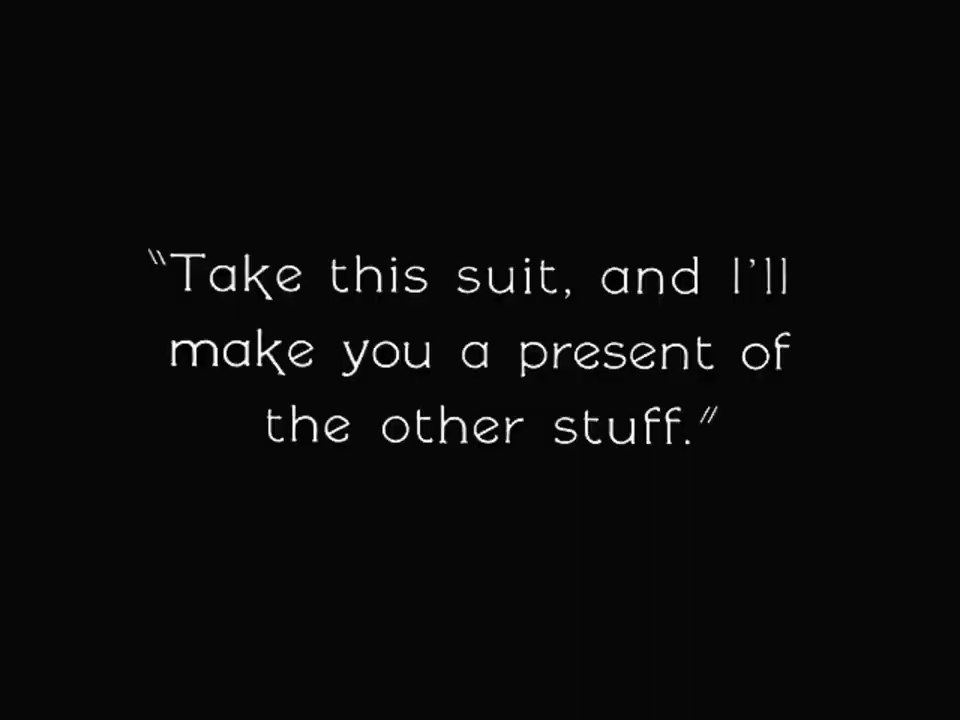 "Take this suit, and I'll
make you a present of
the other stuff."